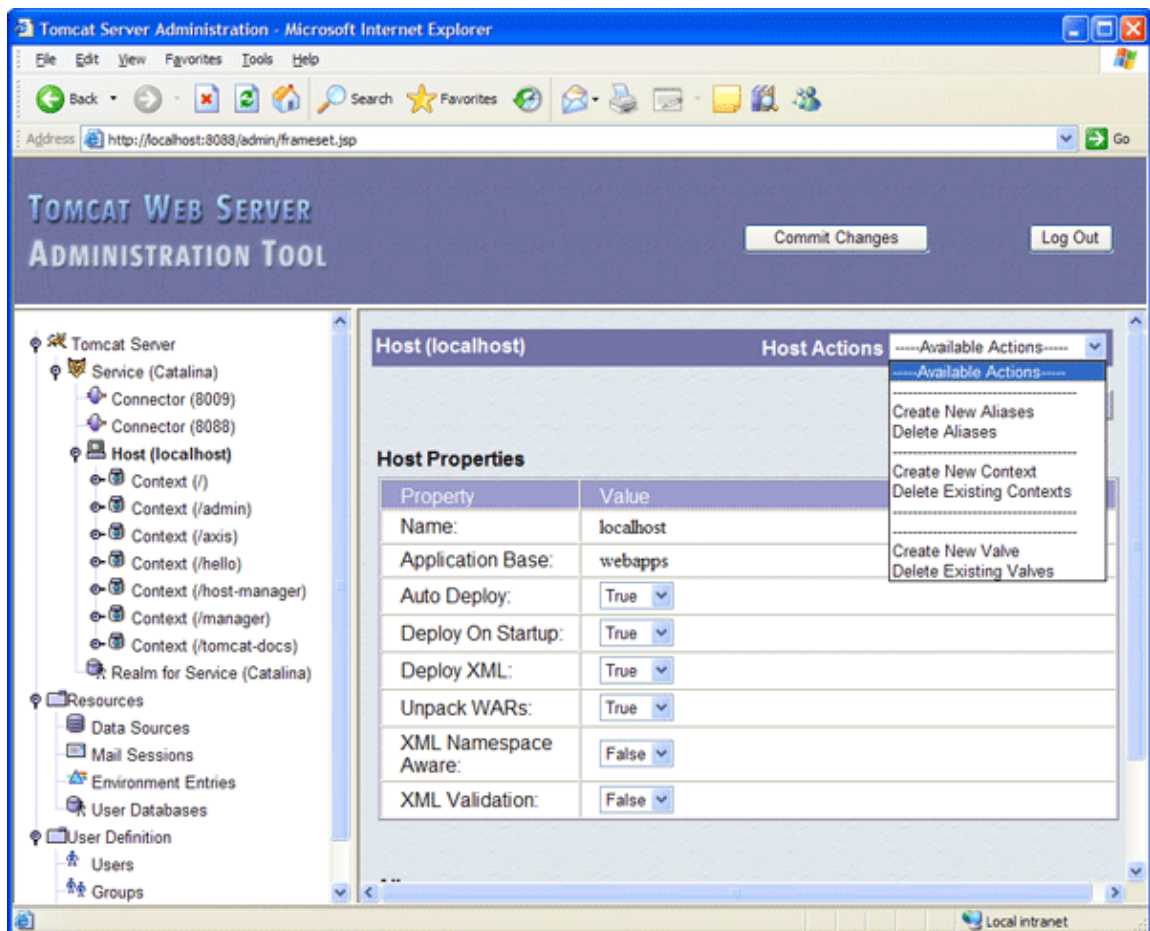 Tomcat Server Administration - Microsoft Internet Explorer
File Edit View Favorites Tools Help
Back Search Favorites
Address http://localhost:8088/admin/frameset.jsp Go
TOMCAT WEB SERVER
ADMINISTRATION TOOL
Commit Changes Log Out
Tomcat Server
Service (Catalina)
Connector (8009)
Connector (8088)
Host (localhost)
Context (/)
Context (/admin)
Context (/axis)
Context (/hello)
Context (/host-manager)
Context (/manager)
Context (/tomcat-docs)
Realm for Service (Catalina)
Resources
Data Sources
Mail Sessions
Environment Entries
User Databases
User Definition
Users
Groups
Host (localhost) Host Actions -----Available Actions-----
-----Available Actions-----
Create New Aliases
Delete Aliases
Create New Context
Delete Existing Contexts
Create New Valve
Delete Existing Valves
Host Properties
Property Value
Name: localhost
Application Base: webapps
Auto Deploy: True
Deploy On Startup: True
Deploy XML: True
Unpack WARs: True
XML Namespace
Aware: False
XML Validation: False
Local intranet